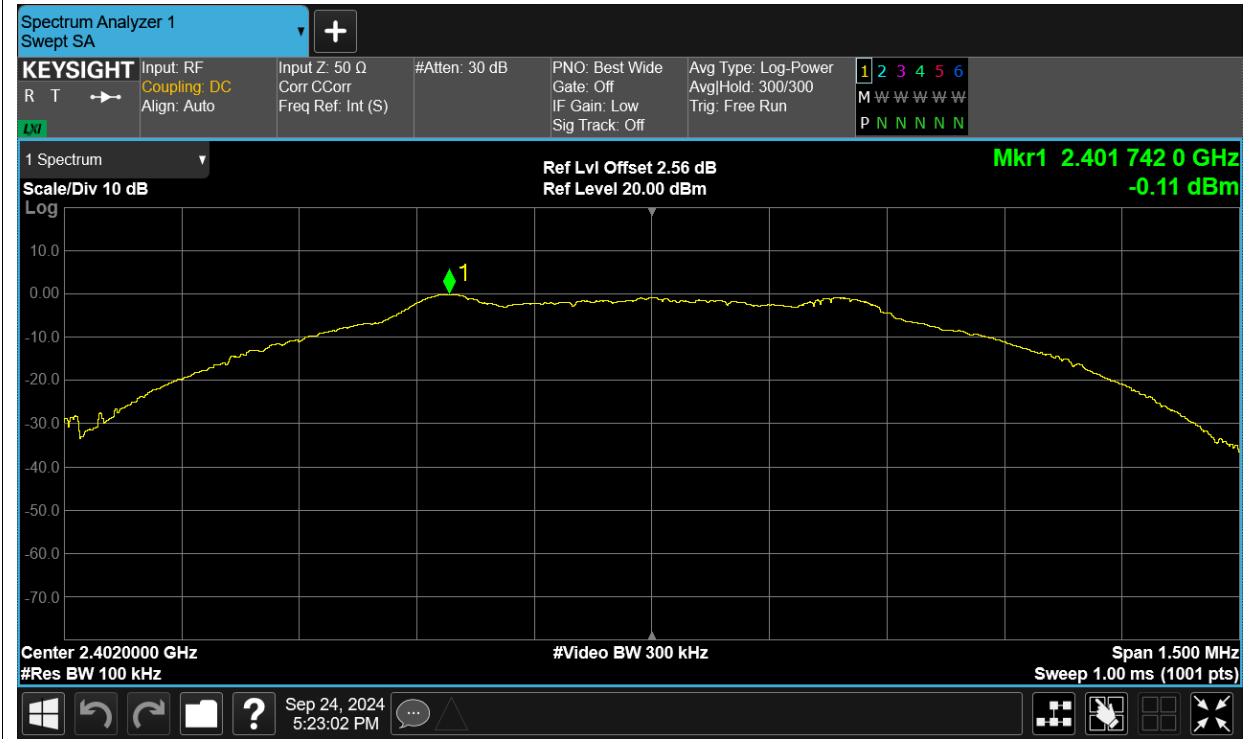 Spectrum Analyzer 1
Swept SA
KEYSIGHT
R T
LXI
Input: RF
Coupling: DC
Align: Auto
Input Z: 50 Ω
Corr CCorr
Freq Ref: Int (S)
#Atten: 30 dB
PNO: Best Wide
Gate: Off
IF Gain: Low
Sig Track: Off
Avg Type: Log-Power
Avg|Hold: 300/300
Trig: Free Run
1 2 3 4 5 6
M W W W W W
P N N N N N
1 Spectrum
Scale/Div 10 dB
Log
Ref Lvl Offset 2.56 dB
Ref Level 20.00 dBm
Mkr1 2.401 742 0 GHz
-0.11 dBm
1
10.0
0.00
-10.0
-20.0
-30.0
-40.0
-50.0
-60.0
-70.0
Center 2.4020000 GHz
#Res BW 100 kHz
#Video BW 300 kHz
Span 1.500 MHz
Sweep 1.00 ms (1001 pts)
?
Sep 24, 2024
5:23:02 PM